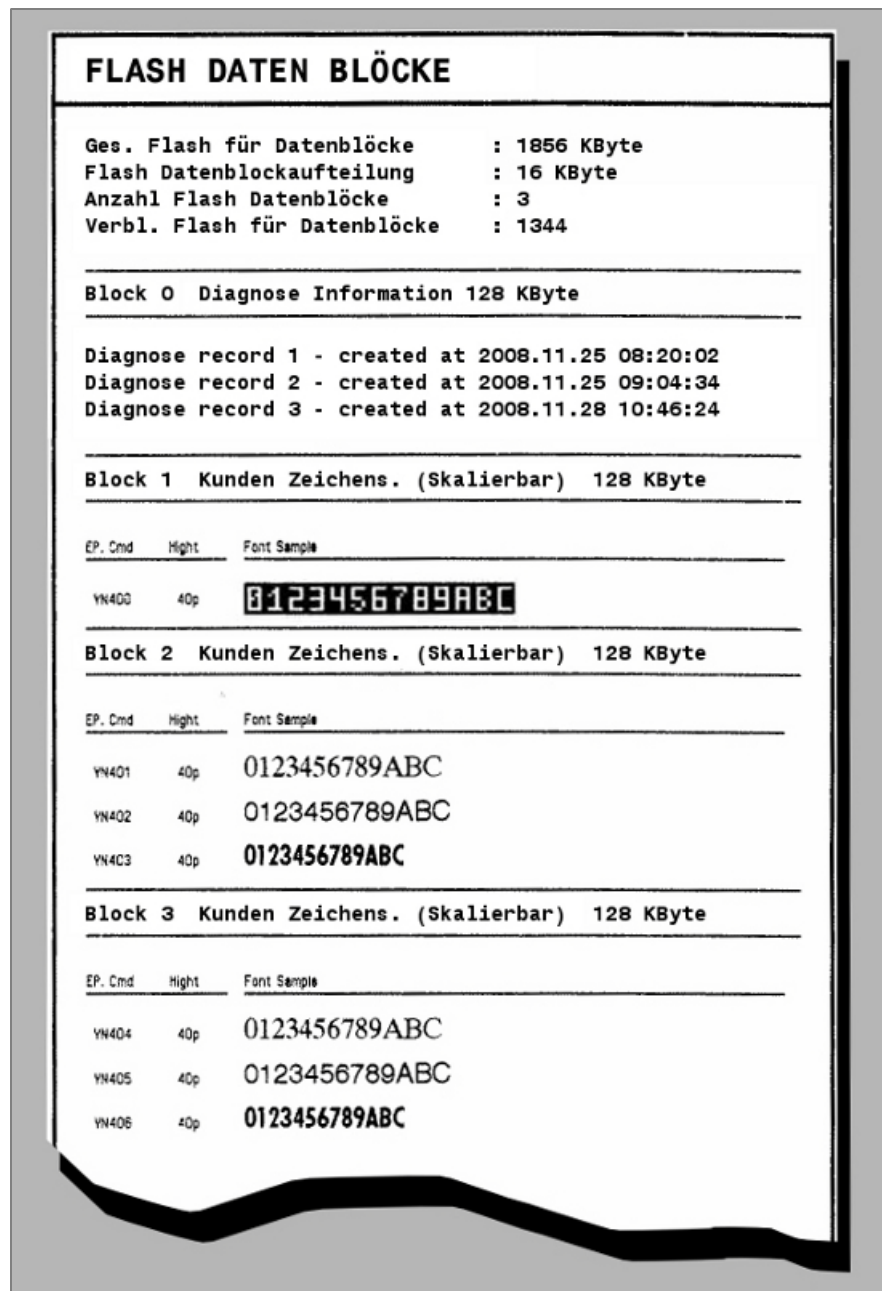 FLASH DATEN BLÖCKE
Ges. Flash für Datenblöcke : 1856 KByte
Flash Datenblockaufteilung : 16 KByte
Anzahl Flash Datenblöcke : 3
Verbl. Flash für Datenblöcke : 1344
Block 0 Diagnose Information 128 KByte
Diagnose record 1 - created at 2008.11.25 08:20:02
Diagnose record 2 - created at 2008.11.25 09:04:34
Diagnose record 3 - created at 2008.11.28 10:46:24
Block 1 Kunden Zeichens. (Skalierbar) 128 KByte
EP. Cmd Hight Font Sample
YN400 40p 0123456789ABC
Block 2 Kunden Zeichens. (Skalierbar) 128 KByte
EP. Cmd Hight Font Sample
YN401 40p 0123456789ABC
YN402 40p 0123456789ABC
YN403 40p 0123456789ABC
Block 3 Kunden Zeichens. (Skalierbar) 128 KByte
EP. Cmd Hight Font Sample
YN404 40p 0123456789ABC
YN405 40p 0123456789ABC
YN406 40p 0123456789ABC